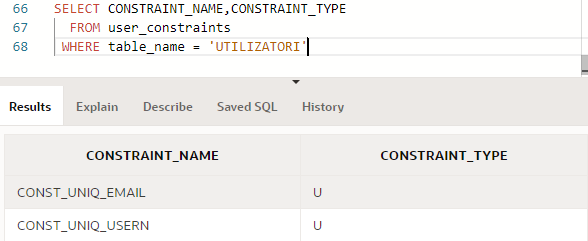 66 SELECT CONSTRAINT_NAME,CONSTRAINT_TYPE
67 FROM user_constraints
68 WHERE table_name = 'UTILIZATORI'
Results Explain Describe Saved SQL History
CONSTRAINT_NAME CONSTRAINT_TYPE
CONST_UNIQ_EMAIL U
CONST_UNIQ_USERN U